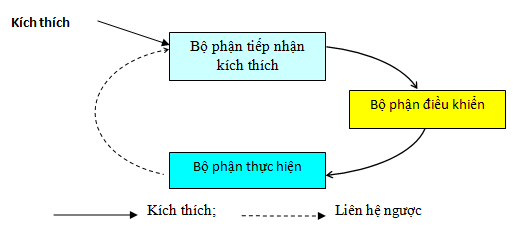 Kích thích
Bộ phận tiếp nhận
kích thích
Bộ phận điều khiển
Bộ phận thực hiện
Kích thích;
Liên hệ ngược